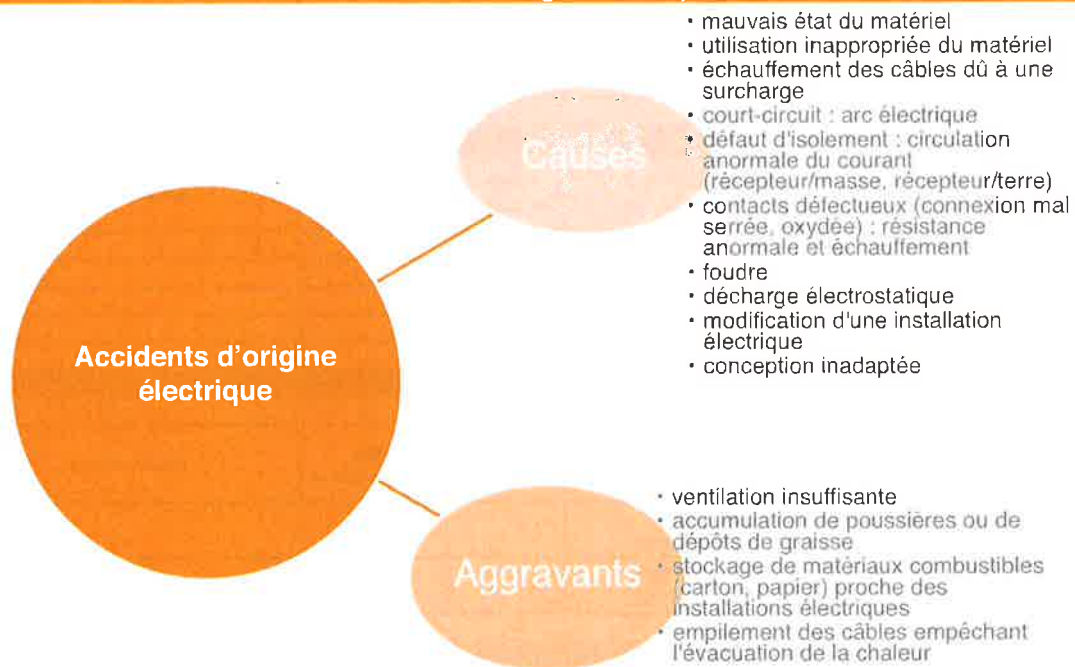 • mauvais état du matériel
• utilisation inappropriée du matériel
• échauffement des câbles dû à une
surcharge
• court-circuit : arc électrique
• défaut d'isolement : circulation
anormale du courant
(récepteur/masse, récepteur/terre)
• contacts défectueux (connexion mal
serrée, oxydée) : résistance
anormale et échauffement
• foudre
• décharge électrostatique
• modification d'une installation
électrique
• conception inadaptée
Causes
Accidents d'origine
électrique
Aggravants
• ventilation insuffisante
• accumulation de poussières ou de
dépôts de graisse
• stockage de matériaux combustibles
(carton, papier) proche des
installations électriques
• empilement des câbles empêchant
l'évacuation de la chaleur